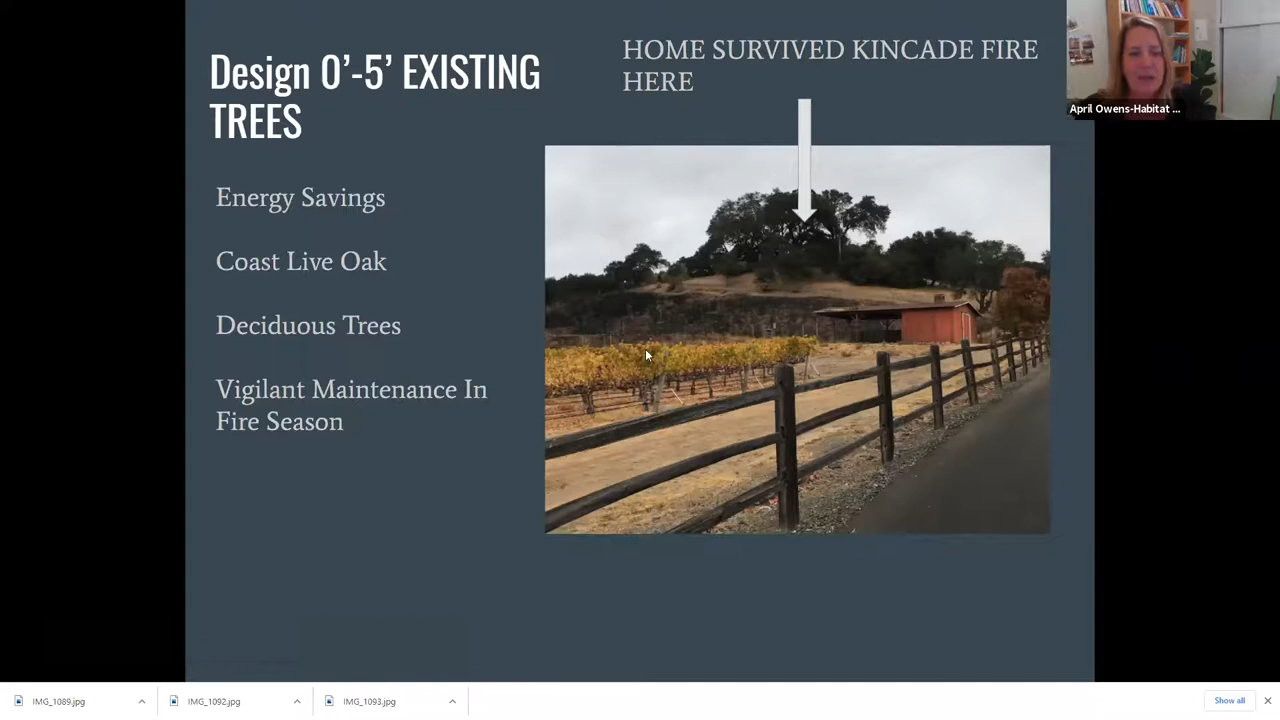 Design 0'-5' EXISTING
TREES
Energy Savings
Coast Live Oak
Deciduous Trees
Vigilant Maintenance In
Fire Season
HOME SURVIVED KINCADE FIRE
HERE
April Owens-Habitat ...
IMG_1089.jpg
IMG_1092.jpg
IMG_1093.jpg
Show all